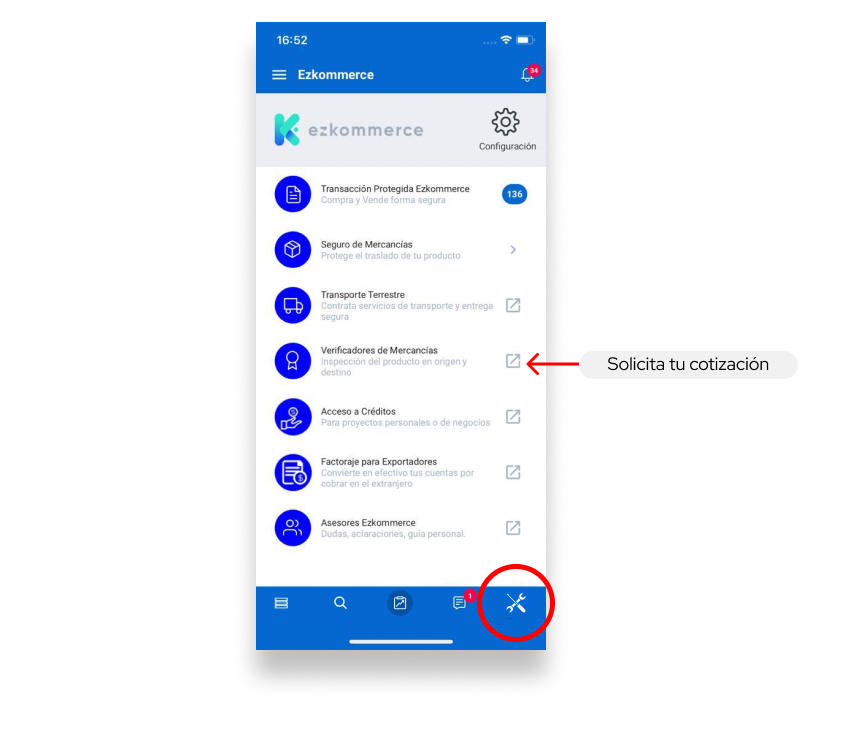 16:52
Ezkommerce
34
ezkommerce
Configuración
Transacción Protegida Ezkommerce
Compra y Vende forma segura
136
Seguro de Mercancías
Protege el traslado de tu producto
Transporte Terrestre
Contrata servicios de transporte y entrega
segura
Verificadores de Mercancías
Inspección del producto en origen y
destino
Solicita tu cotización
Acceso a Créditos
Para proyectos personales o de negocios
Factoraje para Exportadores
Convierte en efectivo tus cuentas por
cobrar en el extranjero
Asesores Ezkommerce
Dudas, aclaraciones, guía personal.
1